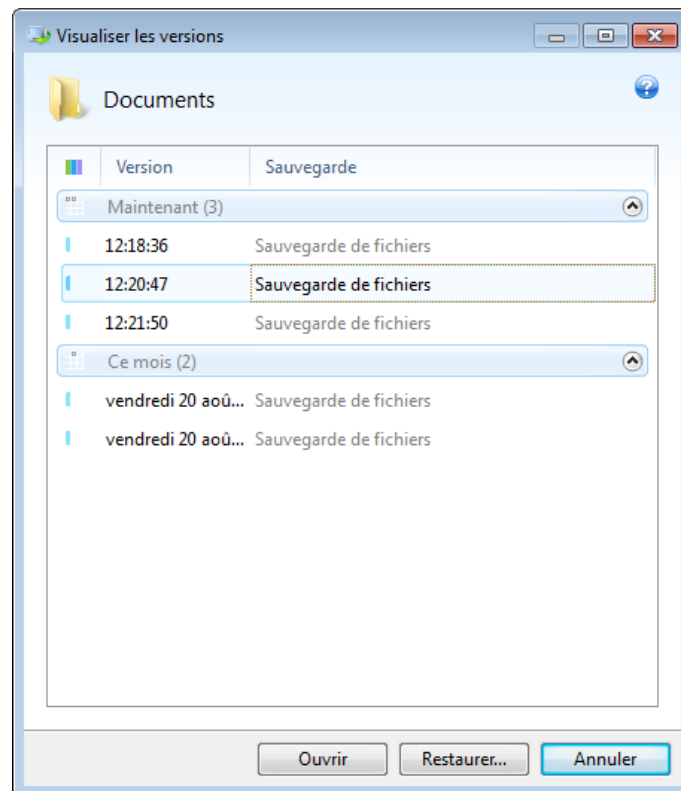 Visualiser les versions
Documents
Version Sauvegarde
Maintenant (3)
12:18:36 Sauvegarde de fichiers
12:20:47 Sauvegarde de fichiers
12:21:50 Sauvegarde de fichiers
Ce mois (2)
vendredi 20 aoû... Sauvegarde de fichiers
vendredi 20 aoû... Sauvegarde de fichiers
Ouvrir Restaurer... Annuler